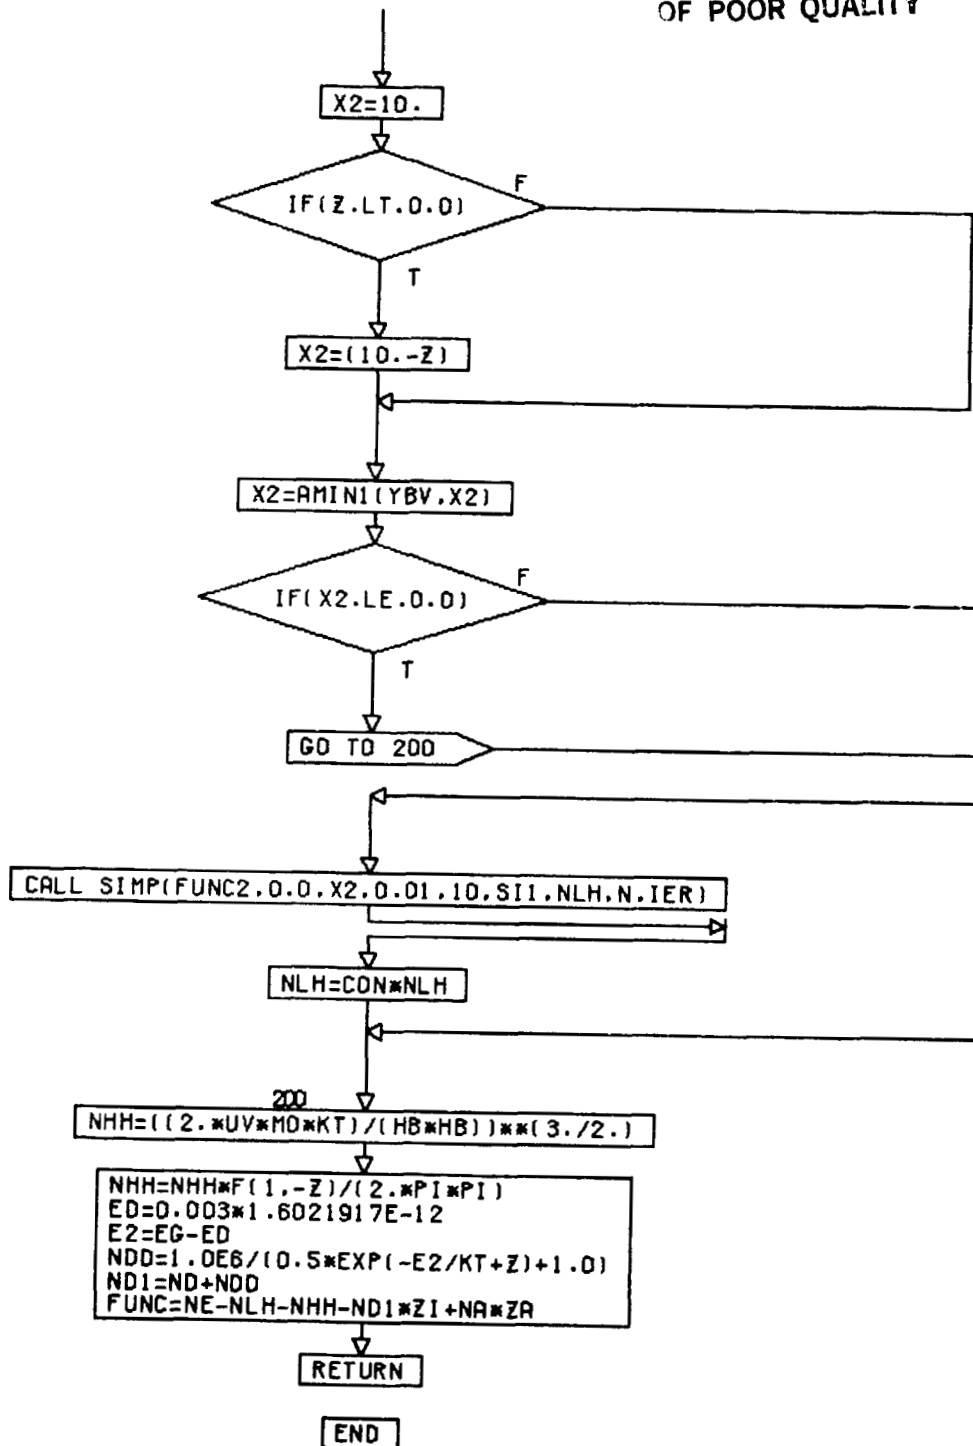 OF POOR QUALITY
X2=10.
IF(Z.LT.0.0)
F
T
X2=(10.-Z)
X2=AMIN1(YBV.X2)
IF(X2.LE.0.0)
F
T
GO TO 200
CALL SIMP(FUNC2.0.0.X2.0.01.10.SI1.NLH.N.IER)
NLH=CON*NLH
200
NHH=((2.*UV*MO*KT)/(HB*HB))**(3./2.)
NHH=NHH*F(1.-Z)/(2.*PI*PI)
ED=0.003*1.6021917E-12
E2=EG-ED
NDD=1.0E6/(0.5*EXP(-E2/KT+Z)+1.0)
ND1=ND+NDD
FUNC=NE-NLH-NHH-ND1*ZI+NA*ZA
RETURN
END